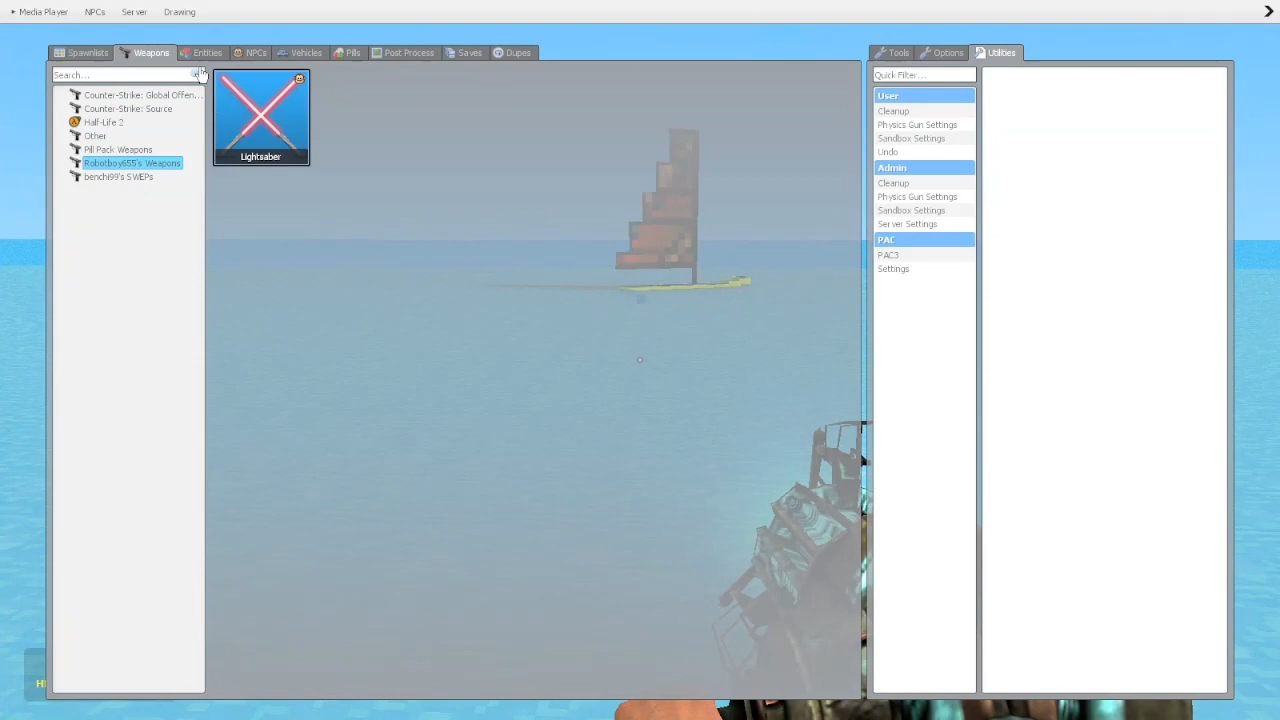 Media Player NPCs Server Drawing
Spawnlists Weapons Entities NPCs Vehicles Pills Post Process Saves Dupes
Tools Options Utilities
Search...
Counter-Strike: Global Offen...
Counter-Strike: Source
Half-Life 2
Other
Pill Pack Weapons
Robotboy655's Weapons
benchi99's SWEPs
Lightsaber
Quick Filter...
User
Cleanup
Physics Gun Settings
Sandbox Settings
Undo
Admin
Cleanup
Physics Gun Settings
Sandbox Settings
Server Settings
PAC
PAC3
Settings